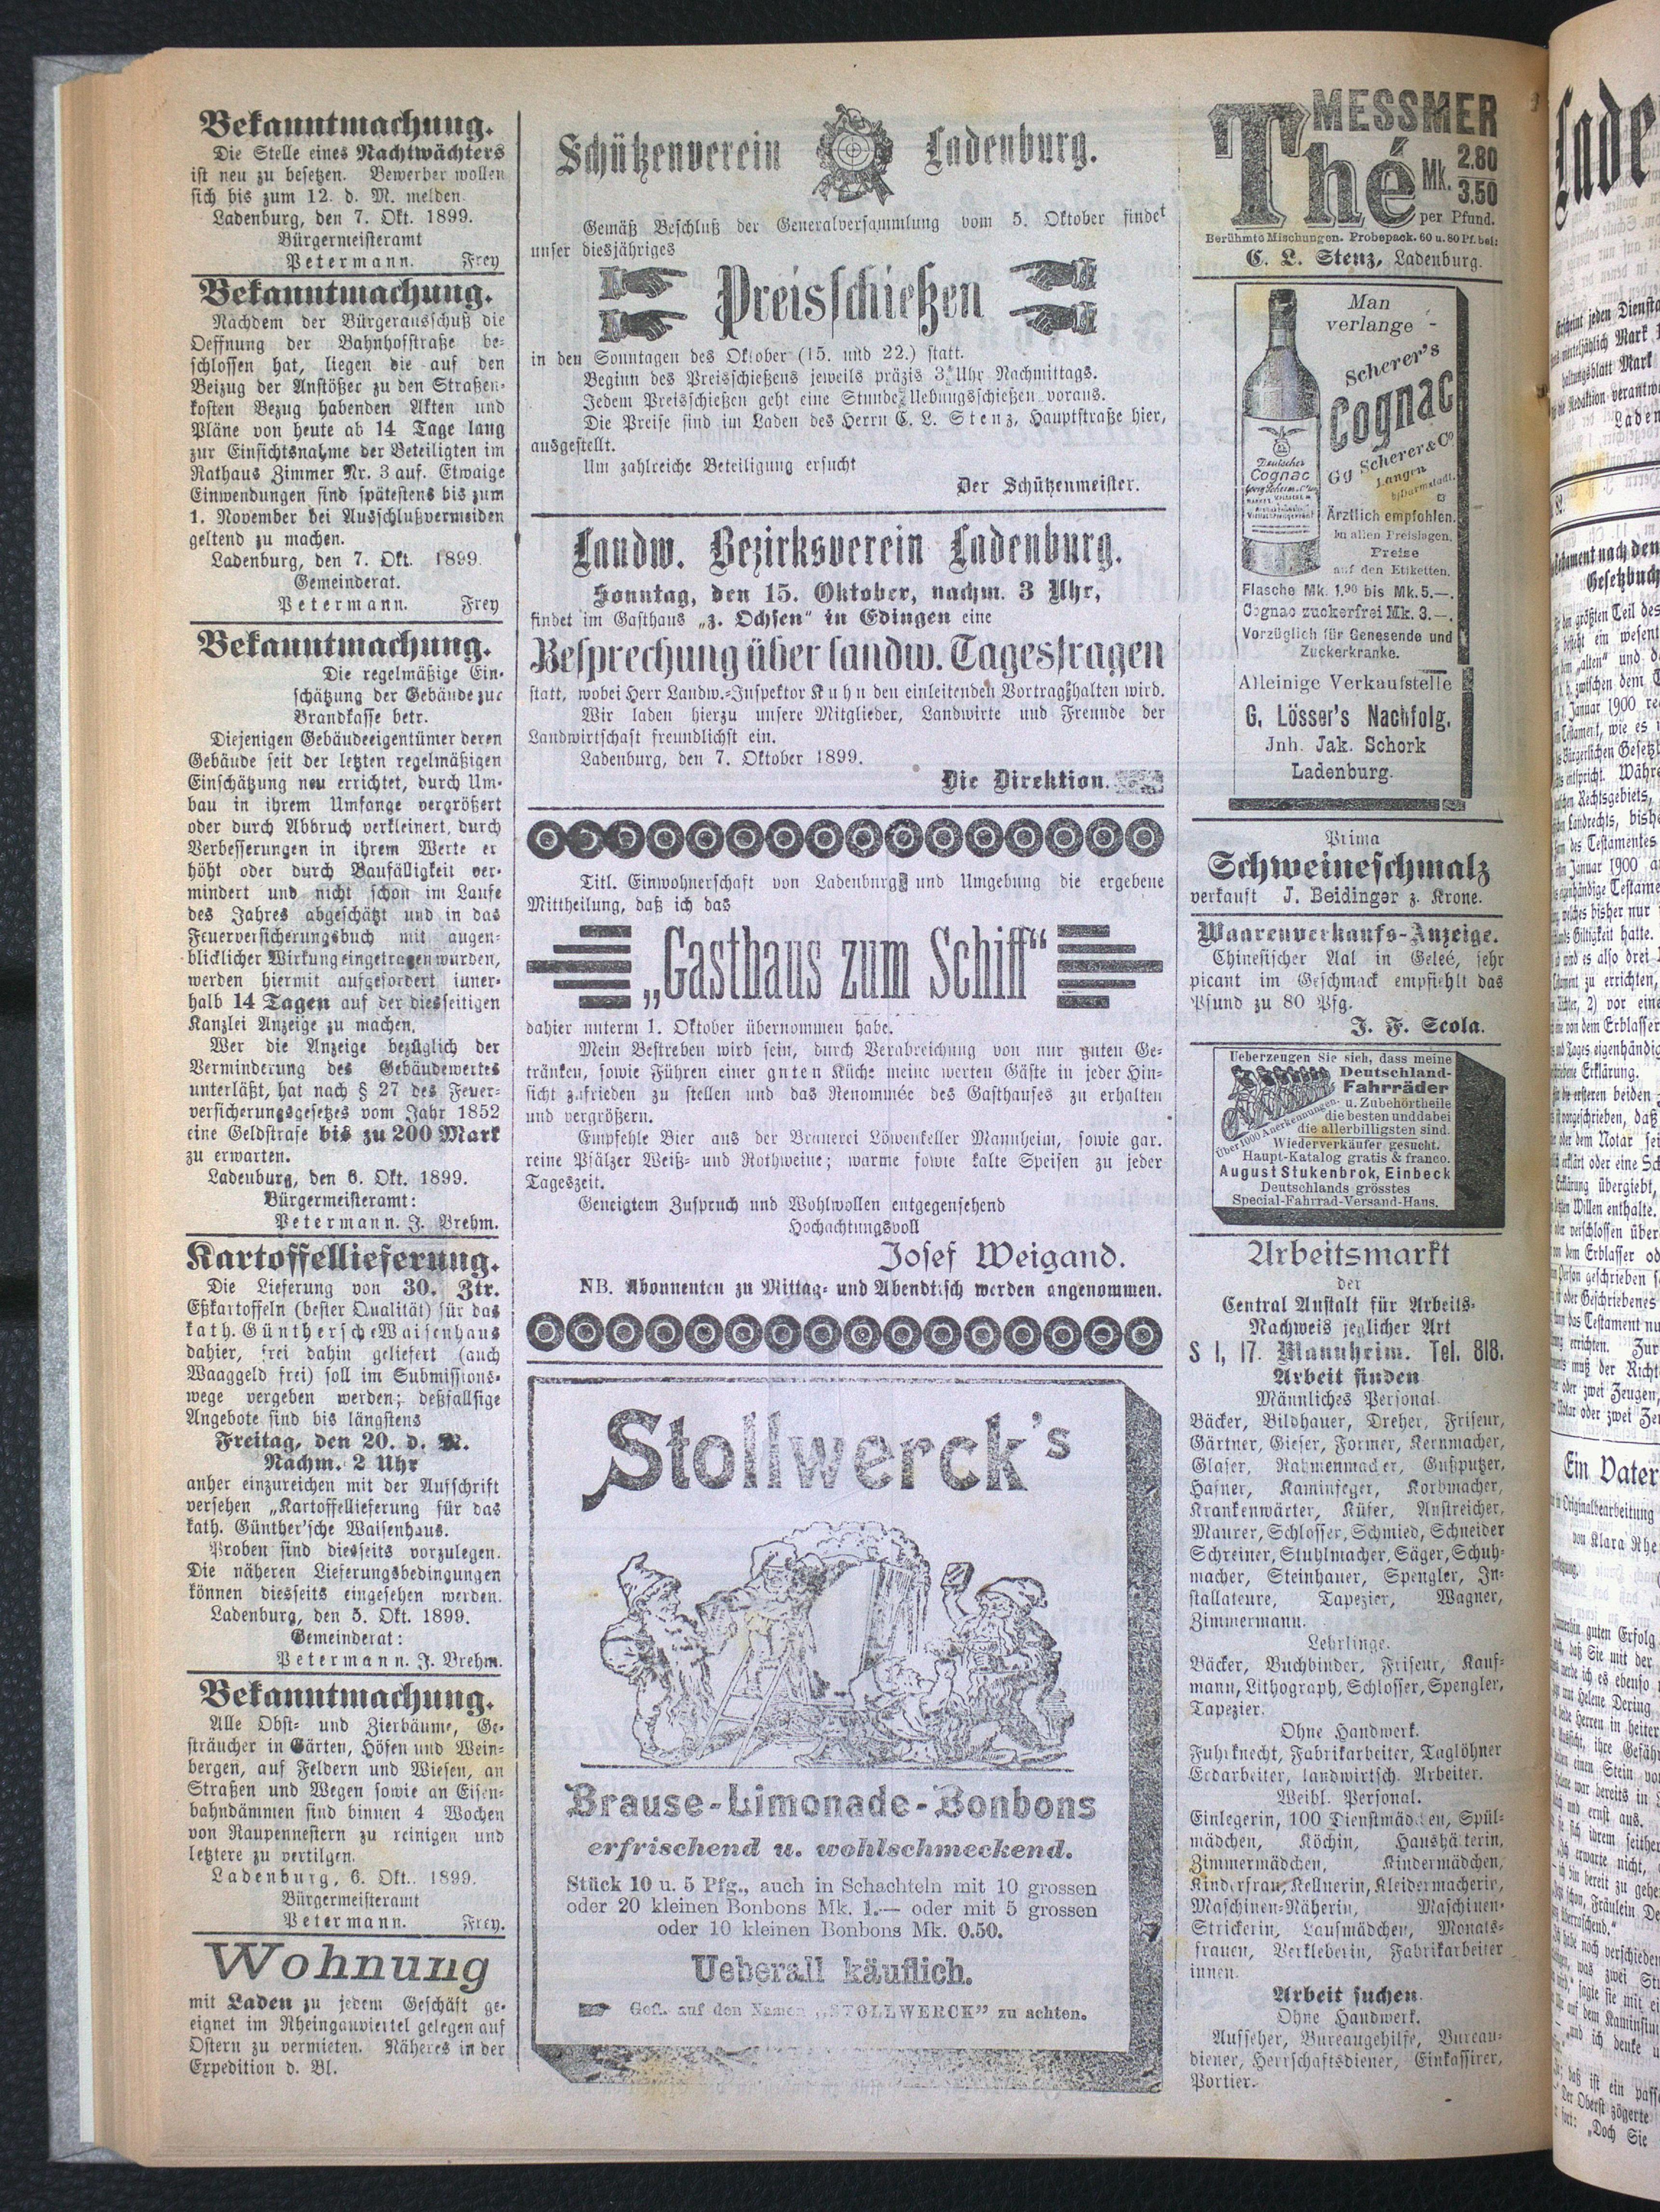 Bekanntmachung.
Die Stelle eines Nachtwächters
ist neu zu besetzen. Bewerber wollen
sich bis zum 12. d. M. melden.
Ladenburg, den 7. Okt. 1899.
Bürgermeisteramt
Petermann. Frey
Bekanntmachung.
Nachdem der Bürgerausschuß die
Oeffnung der Bahnhofstraße be-
schlossen hat, liegen die auf den
Beizug der Anstößer zu den Straßen-
kosten Bezug habenden Akten und
Pläne von heute ab 14 Tage lang
zur Einsichtsnahme der Beteiligten im
Rathaus Zimmer Nr. 3 auf. Etwaige
Einwendungen sind spätestens bis zum
1. November bei Ausschlußvermeiden
geltend zu machen.
Ladenburg, den 7. Okt. 1899.
Gemeinderat.
Petermann. Frey
Bekanntmachung.
Die regelmäßige Ein-
schätzung der Gebäude zur
Brandkasse betr.
Diejenigen Gebäudeeigentümer deren
Gebäude seit der letzten regelmäßigen
Einschätzung neu errichtet, durch Um-
bau in ihrem Umfange vergrößert
oder durch Abbruch verkleinert, durch
Verbesserungen in ihrem Werte er
höht oder durch Baufälligkeit ver-
mindert und nicht schon im Laufe
des Jahres abgeschätzt und in das
Feuerversicherungsbuch mit augen-
blicklicher Wirkung eingetragen wurden,
werden hiermit aufgefordert inner-
halb 14 Tagen auf der diesseitigen
Kanzlei Anzeige zu machen.
Wer die Anzeige bezüglich der
Verminderung des Gebäudewertes
unterläßt, hat nach § 27 des Feuer-
versicherungsgesetzes vom Jahr 1852
eine Geldstrafe bis zu 200 Mark
zu erwarten.
Ladenburg, den 6. Okt. 1899.
Bürgermeisteramt:
Petermann. J. Brehm.
Kartoffellieferung.
Die Lieferung von 30. Ztr.
Eßkartoffeln (bester Qualität) für das
kath. Günthersche Waisenhaus
dahier, frei dahin geliefert (auch
Waaggeld frei) soll im Submissions-
wege vergeben werden; deßfallsige
Angebote sind bis längstens
Freitag, den 20. d. M.
Nachm. 2 Uhr
anher einzureichen mit der Aufschrift
versehen „Kartoffellieferung für das
kath. Günther'sche Waisenhaus.
Proben sind diesseits vorzulegen.
Die näheren Lieferungsbedingungen
können diesseits eingesehen werden.
Ladenburg, den 5. Okt. 1899.
Gemeinderat:
Petermann. J. Brehm.
Bekanntmachung.
Alle Obst- und Zierbäume, Ge-
sträucher in Gärten, Höfen und Wein-
bergen, auf Feldern und Wiesen, an
Straßen und Wegen sowie an Eisen-
bahndämmen sind binnen 4 Wochen
von Raupennestern zu reinigen und
letztere zu vertilgen.
Ladenburg, 6. Okt. 1899.
Bürgermeisteramt
Petermann. Frey.
Wohnung
mit Laden zu jedem Geschäft ge-
eignet im Rheingauviertel gelegen auf
Ostern zu vermieten. Näheres in der
Expedition d. Bl.
Schützenverein Ladenburg.
Gemäß Beschluß der Generalversammlung vom 5. Oktober findet
unser diesjähriges
Preisschießen
in den Sonntagen des Oktober (15. und 22.) statt.
Beginn des Preisschießens jeweils präzis 3 Uhr Nachmittags.
Jedem Preisschießen geht eine Stunde Uebungsschießen voraus.
Die Preise sind im Laden des Herrn C. L. Stenz, Hauptstraße hier,
ausgestellt.
Um zahlreiche Beteiligung ersucht
Der Schützenmeister.
Landw. Bezirksverein Ladenburg.
Sonntag, den 15. Oktober, nachm. 3 Uhr,
findet im Gasthaus „z. Ochsen“ in Edingen eine
Besprechung über landw. Tagesfragen
statt, wobei Herr Landw.-Inspektor Kuhn den einleitenden Vortrag halten wird.
Wir laden hierzu unsere Mitglieder, Landwirte und Freunde der
Landwirtschaft freundlichst ein.
Ladenburg, den 7. Oktober 1899.
Die Direktion.
Titl. Einwohnerschaft von Ladenburg und Umgebung die ergebene
Mittheilung, daß ich das
„Gasthaus zum Schiff“
dahier unterm 1. Oktober übernommen habe.
Mein Bestreben wird sein, durch Verabreichung von nur guten Ge-
tränken, sowie Führen einer guten Küche meine werten Gäste in jeder Hin-
sicht zufrieden zu stellen und das Renommée des Gasthauses zu erhalten
und vergrößern.
Empfehle Bier aus der Brauerei Löwenkeller Mannheim, sowie gar.
reine Pfälzer Weiß- und Rothweine; warme sowie kalte Speisen zu jeder
Tageszeit.
Geneigtem Zuspruch und Wohlwollen entgegensehend
Hochachtungsvoll
Josef Weigand.
NB. Abonnenten zu Mittag- und Abendtisch werden angenommen.
Stollwerck's
Brause-Limonade-Bonbons
erfrischend u. wohlschmeckend.
Stück 10 u. 5 Pfg., auch in Schachteln mit 10 grossen
oder 20 kleinen Bonbons Mk. 1.— oder mit 5 grossen
oder 10 kleinen Bonbons Mk. 0.50.
Ueberall käuflich.
Gefl. auf den Namen „STOLLWERCK” zu achten.
MESSMER
Thé Mk. 2.80
3.50
per Pfund.
Berühmte Mischungen. Probepack. 60 u. 80 Pf. bei:
C. L. Stenz, Ladenburg.
Man
verlange -
Scherer's
Cognac
Gg Scherer & Co
Langen
b/Darmstadt.
Deutscher
Cognac
Ärztlich empfohlen.
In allen Preislagen.
Preise
auf den Etiketten.
Flasche Mk. 1.90 bis Mk. 5.—.
Cognac zuckerfrei Mk. 3.—.
Vorzüglich für Genesende und
Zuckerkranke.
Alleinige Verkaufstelle
G. Lösser's Nachfolg.
Jnh. Jak. Schork
Ladenburg.
Prima
Schweineschmalz
verkauft J. Beidinger z. Krone.
Waarenverkaufs-Anzeige.
Chinesischer Aal in Geleé, sehr
picant im Geschmack empfiehlt das
Pfund zu 80 Pfg.
J. F. Scola.
Ueberzeugen Sie sich, dass meine
Deutschland-
Fahrräder
u. Zubehörtheile
die besten und dabei
die allerbilligsten sind.
Über 1000 Anerkennungen.
Wiederverkäufer gesucht.
Haupt-Katalog gratis & franco.
August Stukenbrok, Einbeck
Deutschlands grösstes
Special-Fahrrad-Versand-Haus.
Arbeitsmarkt
der
Central Anstalt für Arbeits-
Nachweis jeglicher Art
S 1, 17. Mannheim. Tel. 818.
Arbeit finden
Männliches Personal.
Bäcker, Bildhauer, Dreher, Friseur,
Gärtner, Gieser, Former, Kernmacher,
Glaser, Rahmenmacher, Gußputzer,
Hafner, Kaminfeger, Korbmacher,
Krankenwärter, Küfer, Anstreicher,
Maurer, Schlosser, Schmied, Schneider
Schreiner, Stuhlmacher, Säger, Schuh-
macher, Steinhauer, Spengler, In-
stallateure, Tapezier, Wagner,
Zimmermann.
Lehrlinge.
Bäcker, Buchbinder, Friseur, Kauf-
mann, Lithograph, Schlosser, Spengler,
Tapezier.
Ohne Handwerk.
Fuhrknecht, Fabrikarbeiter, Taglöhner
Erdarbeiter, landwirtsch. Arbeiter.
Weibl. Personal.
Einlegerin, 100 Dienstmädchen, Spül-
mädchen, Köchin, Haushälterin,
Zimmermädchen, Kindermädchen,
Kinderfrau, Kellnerin, Kleidermacherin,
Maschinen-Näherin, Maschinen-
Strickerin, Laufmädchen, Monats-
frauen, Verkleberin, Fabrikarbeiter
innen.
Arbeit suchen.
Ohne Handwerk.
Aufseher, Bureaugehilfe, Bureau-
diener, Herrschaftsdiener, Einkassirer,
Portier.